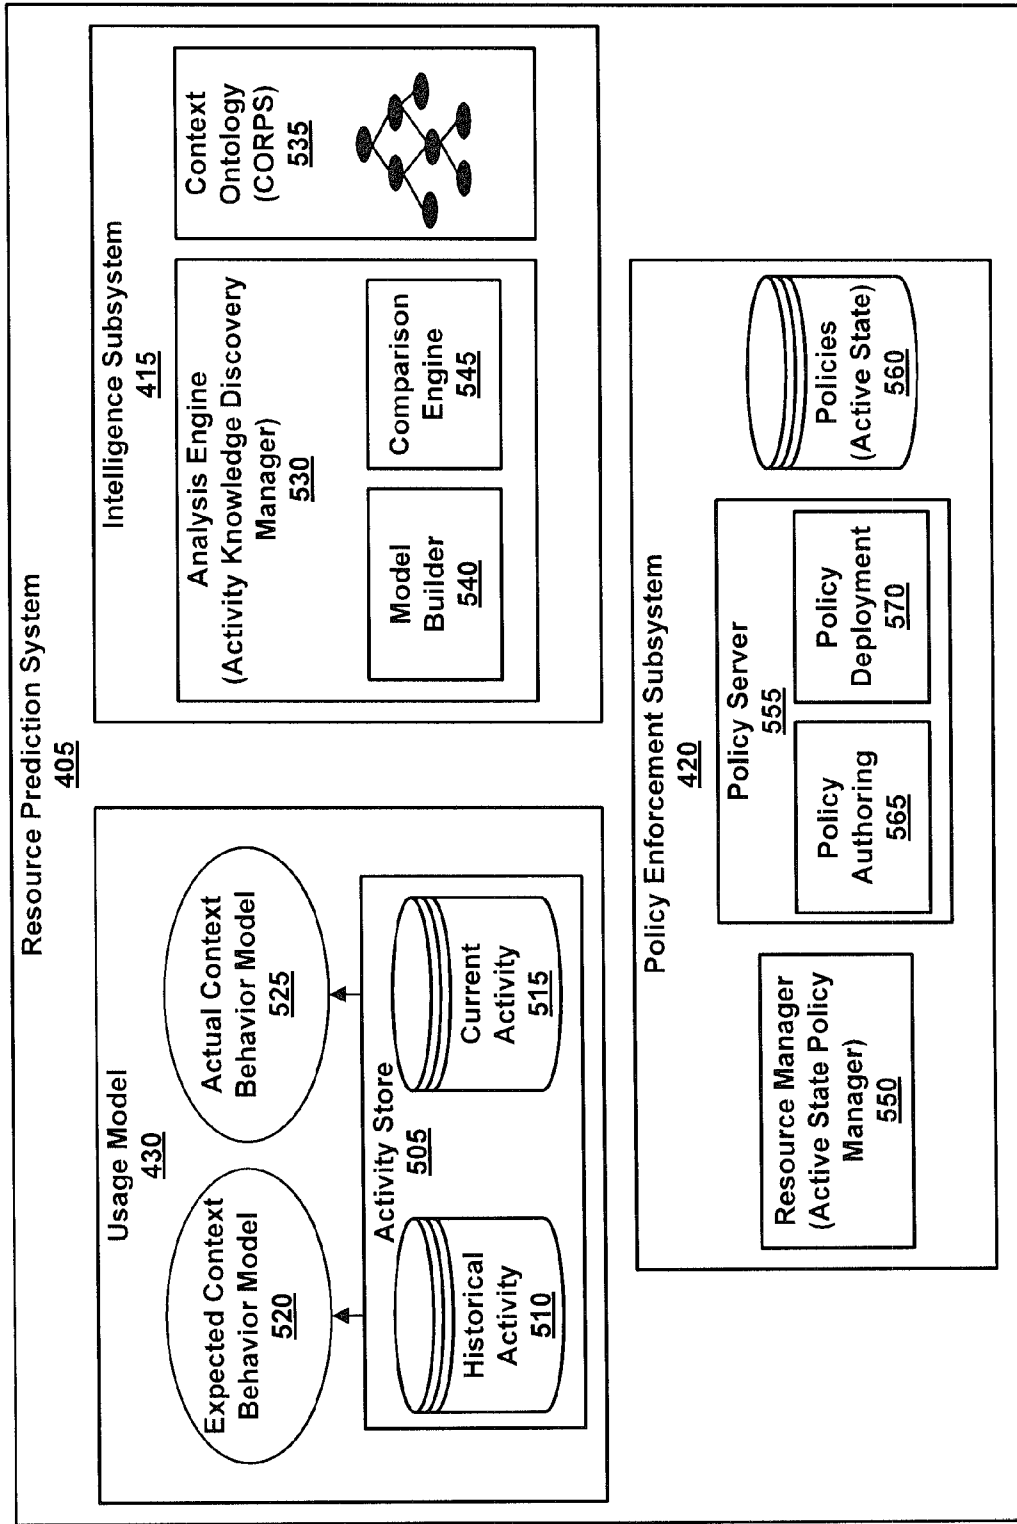 Resource Prediction System
405
Usage Model
430
Expected Context
Behavior Model
520
Actual Context
Behavior Model
525
Activity Store
505
Historical
Activity
510
Current
Activity
515
Intelligence Subsystem
415
Analysis Engine
(Activity Knowledge Discovery
Manager)
530
Model
Builder
540
Comparison
Engine
545
Context
Ontology
(CORPS)
535
Policy Enforcement Subsystem
420
Resource Manager
(Active State Policy
Manager)
550
Policy Server
555
Policy
Authoring
565
Policy
Deployment
570
Policies
(Active State)
560